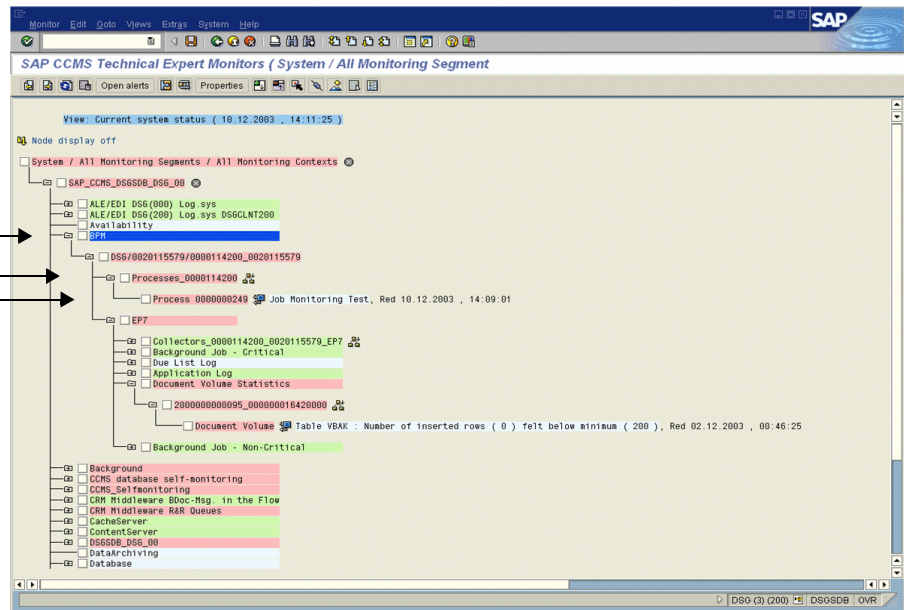 Monitor Edit Goto Views Extras System Help
SAP
SAP CCMS Technical Expert Monitors ( System / All Monitoring Segment
Open alerts Properties
View: Current system status ( 10.12.2003 , 14:11:25 )
Node display off
System / All Monitoring Segments / All Monitoring Contexts
SAP_CCMS_DSGSDB_DSG_00
ALE/EDI DSG(000) Log.sys
ALE/EDI DSG(200) Log.sys DSGCLNT200
Availability
BPM
DSG/0020115579/0000114200_0020115579
Processes_0000114200
Process 0000000249 Job Monitoring Test, Red 10.12.2003 , 14:09:01
EP7
Collectors_0000114200_0020115579_EP7
Background Job - Critical
Due List Log
Application Log
Document Volume Statistics
2000000000095_000000016420000
Document Volume Table VBAK : Number of inserted rows ( 0 ) felt below minimum ( 200 ), Red 02.12.2003 , 00:46:25
Background Job - Non-Critical
Background
CCMS database self-monitoring
CCMS_Selfmonitoring
CRM Middleware BDoc-Msg. in the Flow
CRM Middleware R&R Queues
CacheServer
ContentServer
DSGSDB_DSG_00
DataArchiving
Database
DSG (3) (200) DSGSDB OVR